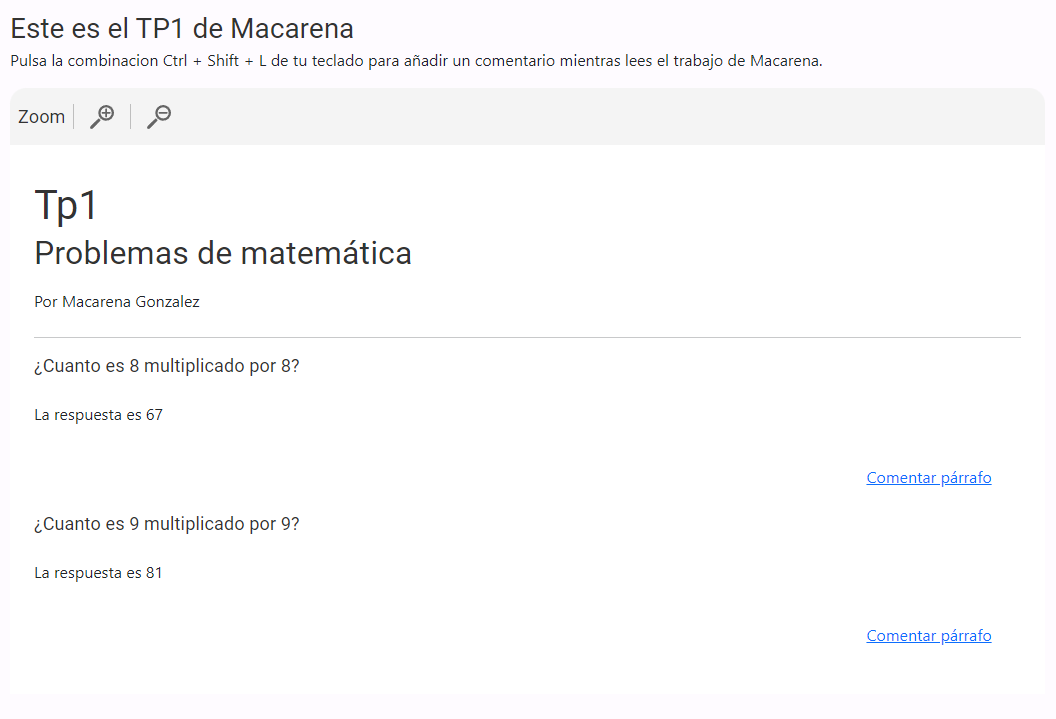 Este es el TP1 de Macarena
Pulsa la combinacion Ctrl + Shift + L de tu teclado para añadir un comentario mientras lees el trabajo de Macarena.
Zoom
Tp1
Problemas de matemática
Por Macarena Gonzalez
¿Cuanto es 8 multiplicado por 8?
La respuesta es 67
Comentar párrafo
¿Cuanto es 9 multiplicado por 9?
La respuesta es 81
Comentar párrafo